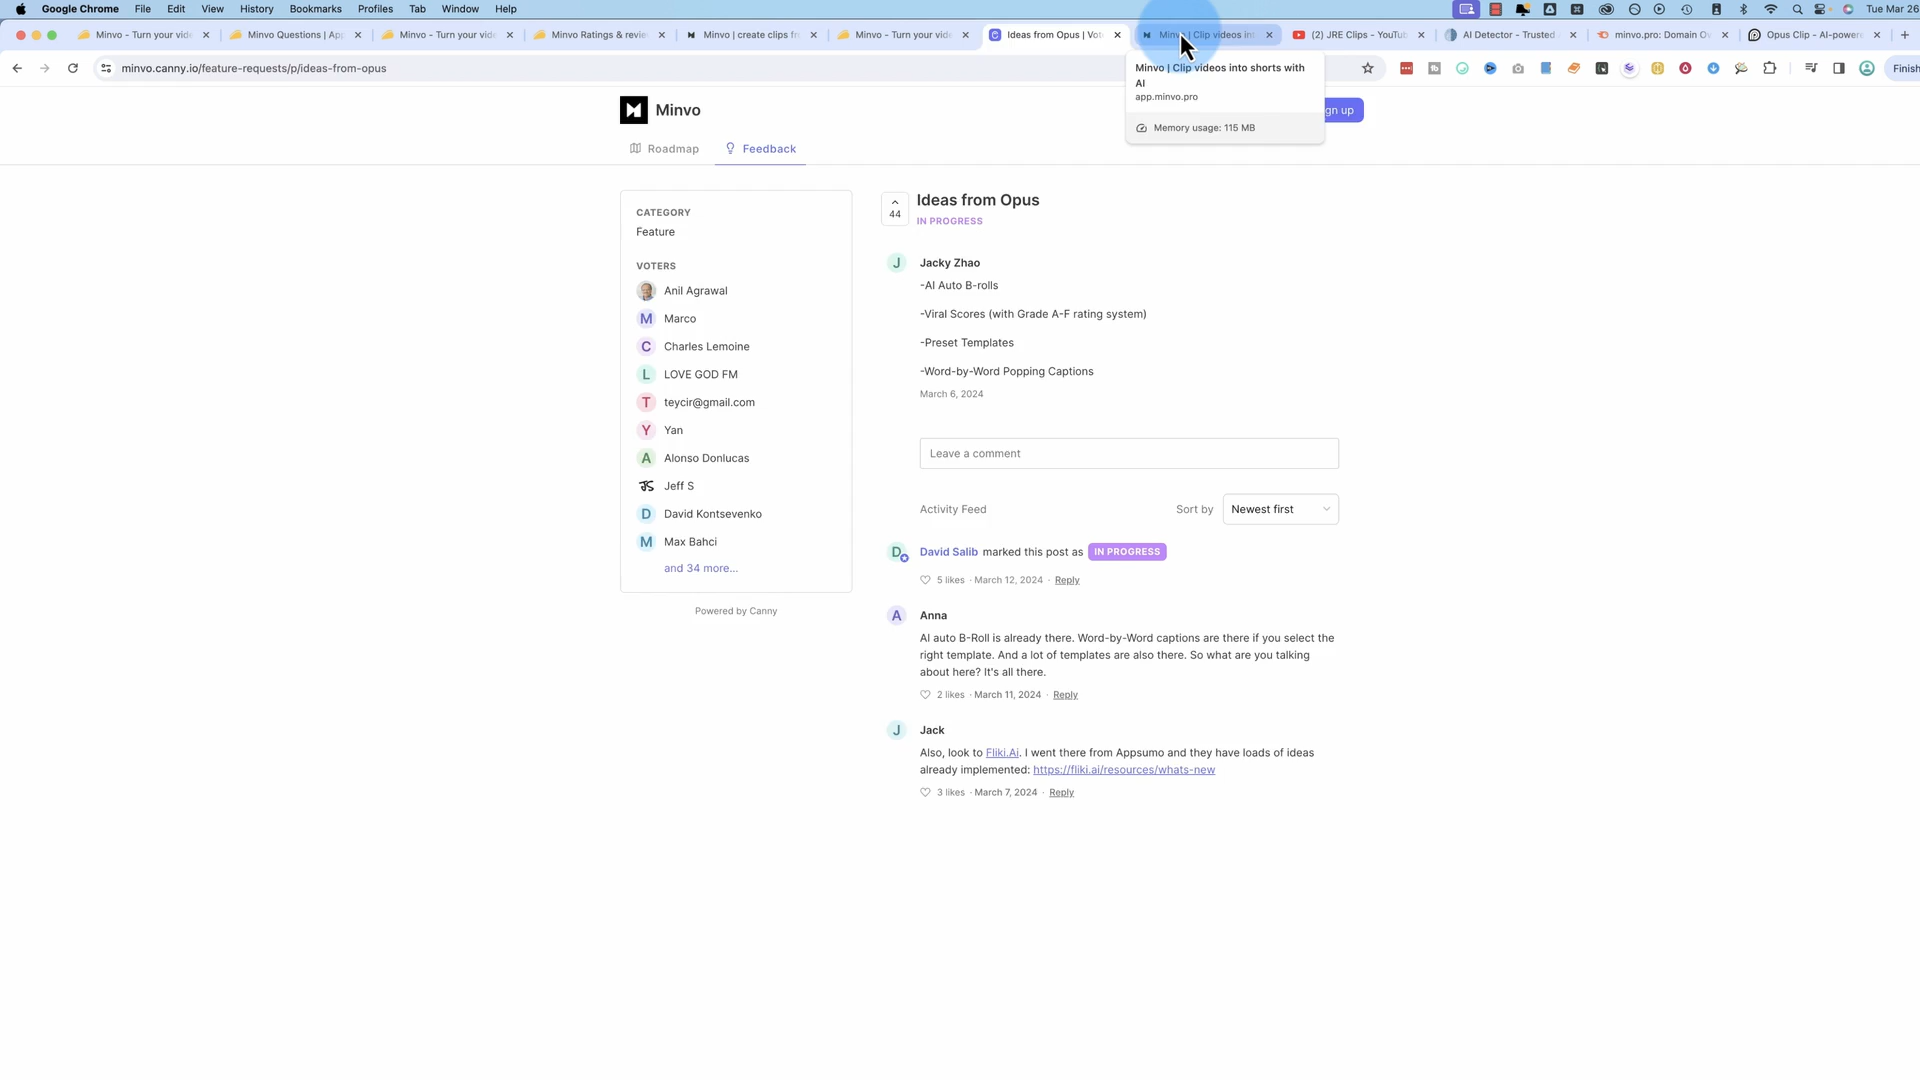 Google Chrome File Edit View History Bookmarks Profiles Tab Window Help Tue Mar 26
Minvo - Turn your vide Minvo Questions | App Minvo - Turn your vide Minvo Ratings & revie Minvo | create clips fr Minvo - Turn your vide Ideas from Opus | Vot Minvo | Clip videos int (2) JRE Clips - YouTub AI Detector - Trusted minvo.pro: Domain Ov Opus Clip - AI-powere
minvo.canny.io/feature-requests/p/ideas-from-opus Finish
Minvo | Clip videos into shorts with
AI
app.minvo.pro
Memory usage: 115 MB
Minvo
gn up
Roadmap
Feedback
CATEGORY
Feature
VOTERS
Anil Agrawal
M Marco
C Charles Lemoine
L LOVE GOD FM
T teycir@gmail.com
Y Yan
A Alonso Donlucas
JS Jeff S
D David Kontsevenko
M Max Bahci
and 34 more...
Powered by Canny
44
Ideas from Opus
IN PROGRESS
J Jacky Zhao
-AI Auto B-rolls
-Viral Scores (with Grade A-F rating system)
-Preset Templates
-Word-by-Word Popping Captions
March 6, 2024
Leave a comment
Activity Feed
Sort by Newest first
D David Salib marked this post as IN PROGRESS
5 likes · March 12, 2024 · Reply
A Anna
AI auto B-Roll is already there. Word-by-Word captions are there if you select the
right template. And a lot of templates are also there. So what are you talking
about here? It's all there.
2 likes · March 11, 2024 · Reply
J Jack
Also, look to Fliki.Ai. I went there from Appsumo and they have loads of ideas
already implemented: https://fliki.ai/resources/whats-new
3 likes · March 7, 2024 · Reply